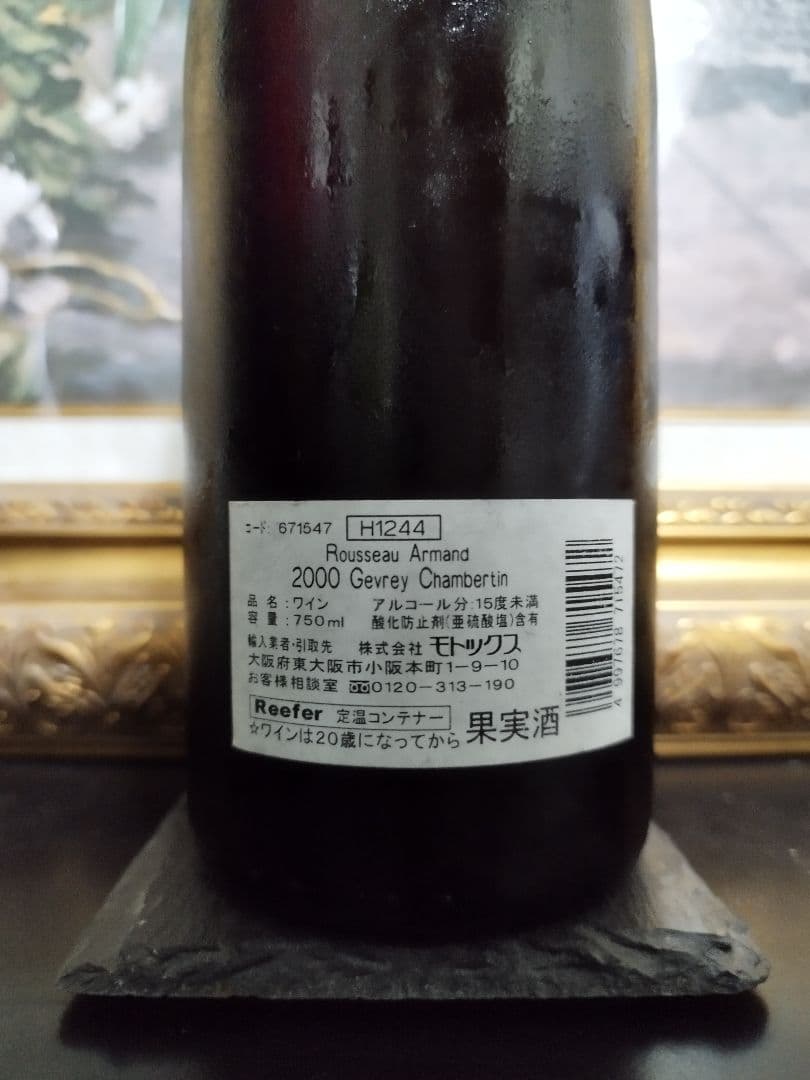 コード: 671547 H1244
Rousseau Armand
2000 Gevrey Chambertin
品名:ワイン アルコール分:15度未満
容量:750ml 酸化防止剤(亜硫酸塩)含有
輸入業者・引取先 株式会社 モトックス
大阪府東大阪市小阪本町1-9-10
お客様相談室 0120-313-190
Reefer 定温コンテナー
☆ワインは20歳になってから 果実酒
4 997678 715472